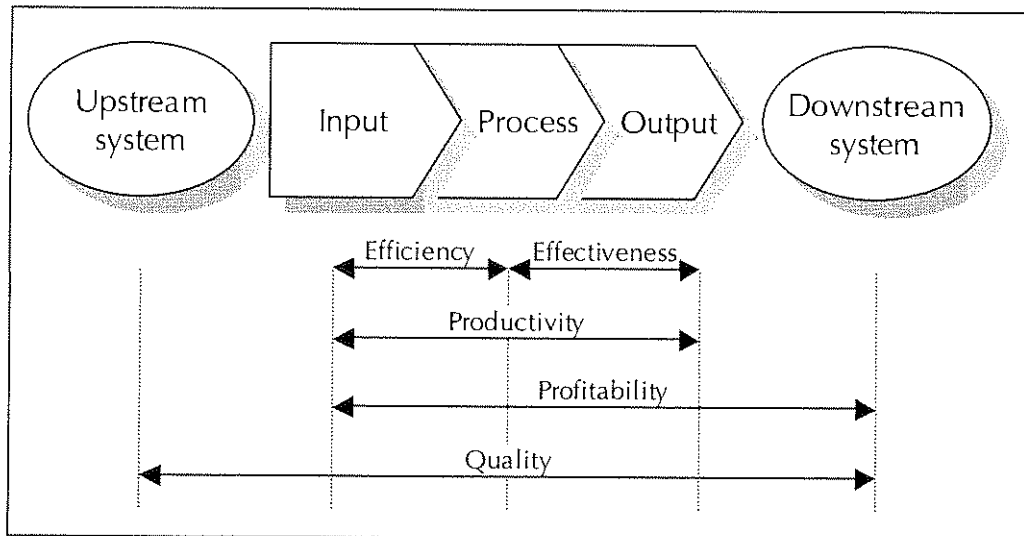 Upstream
system
Input
Process
Output
Downstream
system
Efficiency
Effectiveness
Productivity
Profitability
Quality